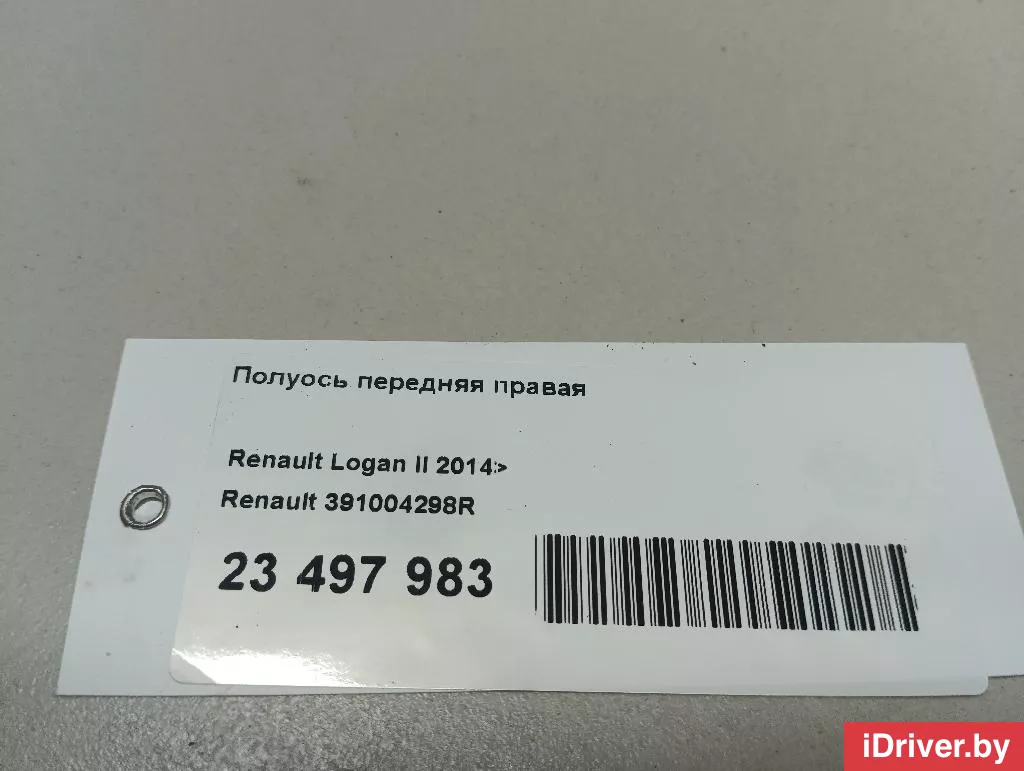 Полуось передняя правая
Renault Logan II 2014>
Renault 391004298R
23 497 983
iDriver.by